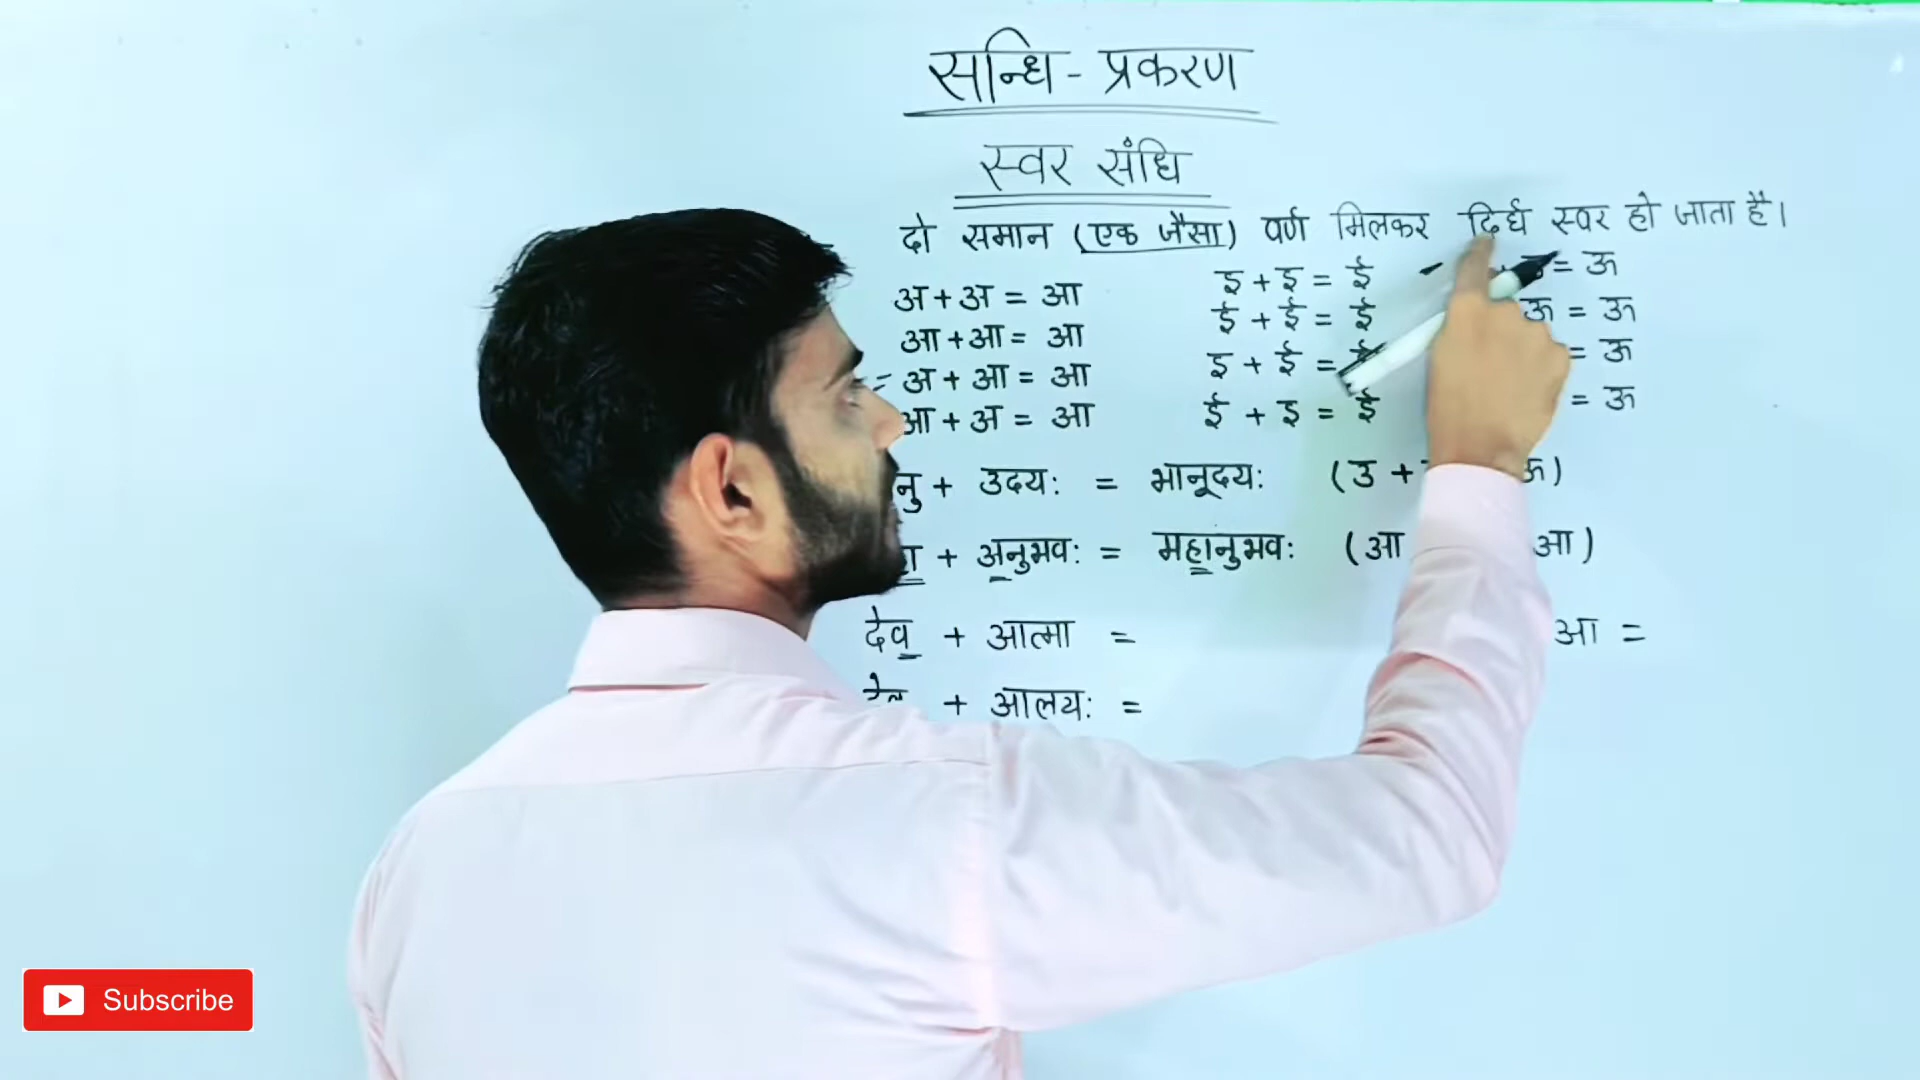 सन्धि - प्रकरण
स्वर संधि
दो समान (एक जैसा) वर्ण मिलकर दिर्घ स्वर हो जाता है।
अ + अ = आ इ + इ = ई = ऊ
आ + आ = आ ई + ई = ई ऊ = ऊ
अ + आ = आ इ + ई = ई = ऊ
आ + अ = आ ई + इ = ई = ऊ
नु + उदयः = भानूदयः (उ + ऊ)
+ अनुभवः = महानुभवः (आ आ)
देव + आत्मा = आ =
+ आलयः =
Subscribe